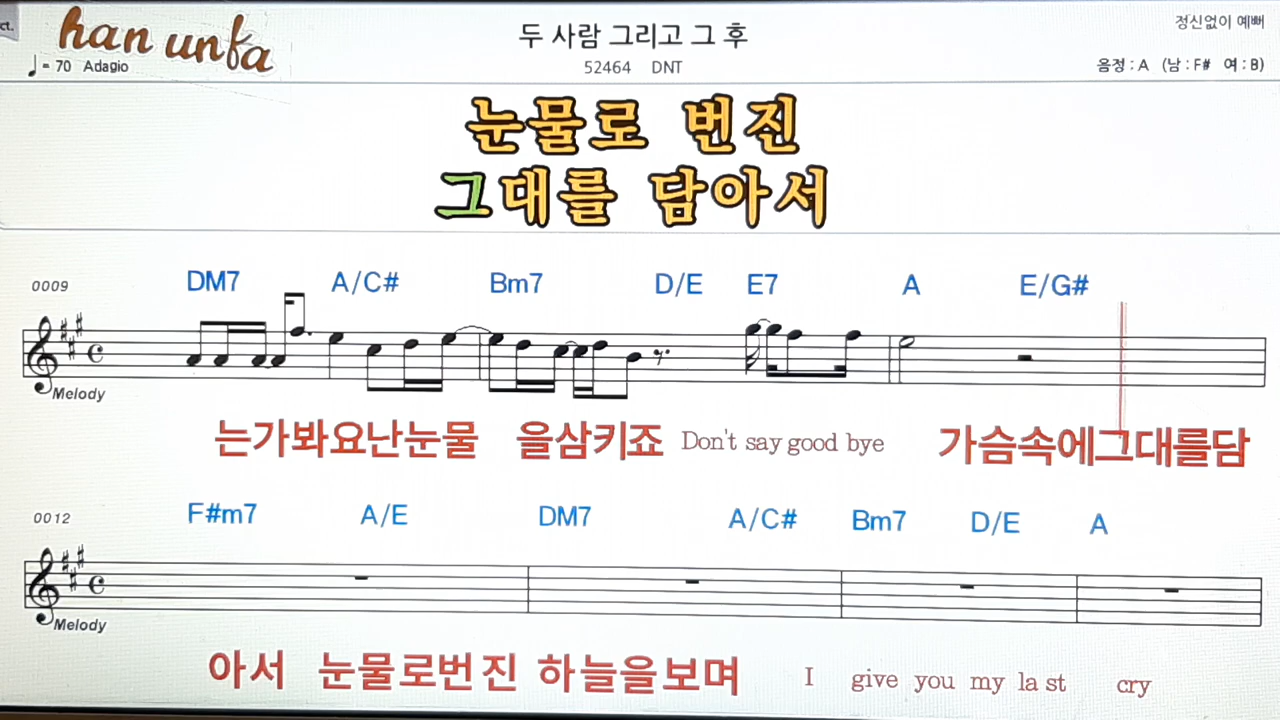 ct.
han unfa
두 사람 그리고 그 후
정신없이 예뻐
♩= 70 Adagio
52464 DNT
음정 : A (남 : F# 여 : B)
눈물로 번진
그대를 담아서
0009 DM7 A/C# Bm7 D/E E7 A E/G#
Melody
는가봐요난눈물 을삼키죠 Don't say good bye 가슴속에그대를담
0012 F#m7 A/E DM7 A/C# Bm7 D/E A
Melody
아서 눈물로번진 하늘을보며 I give you my last cry